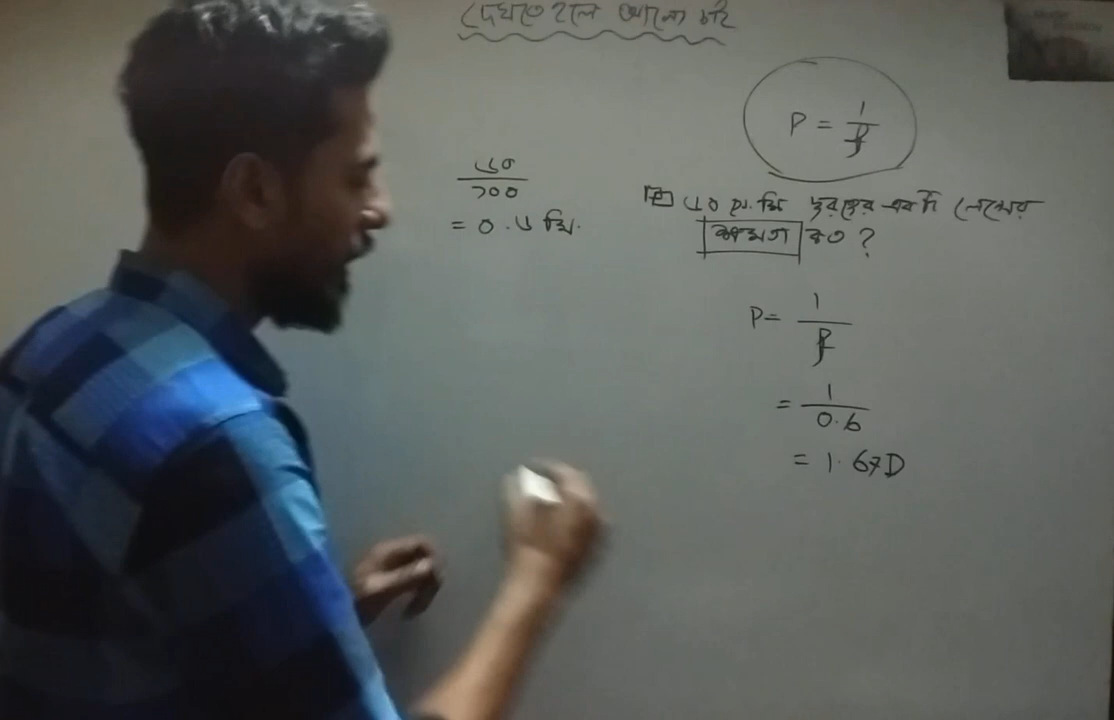 দেখতে হলে আলো চাই
P = 1/f
৬০/১০০
= ০.৬ মি.
৬০ সে.মি দূরত্বের একটি লেন্সের
ক্ষমতা কত ?
P = 1/f
= 1/0.6
= 1.67D